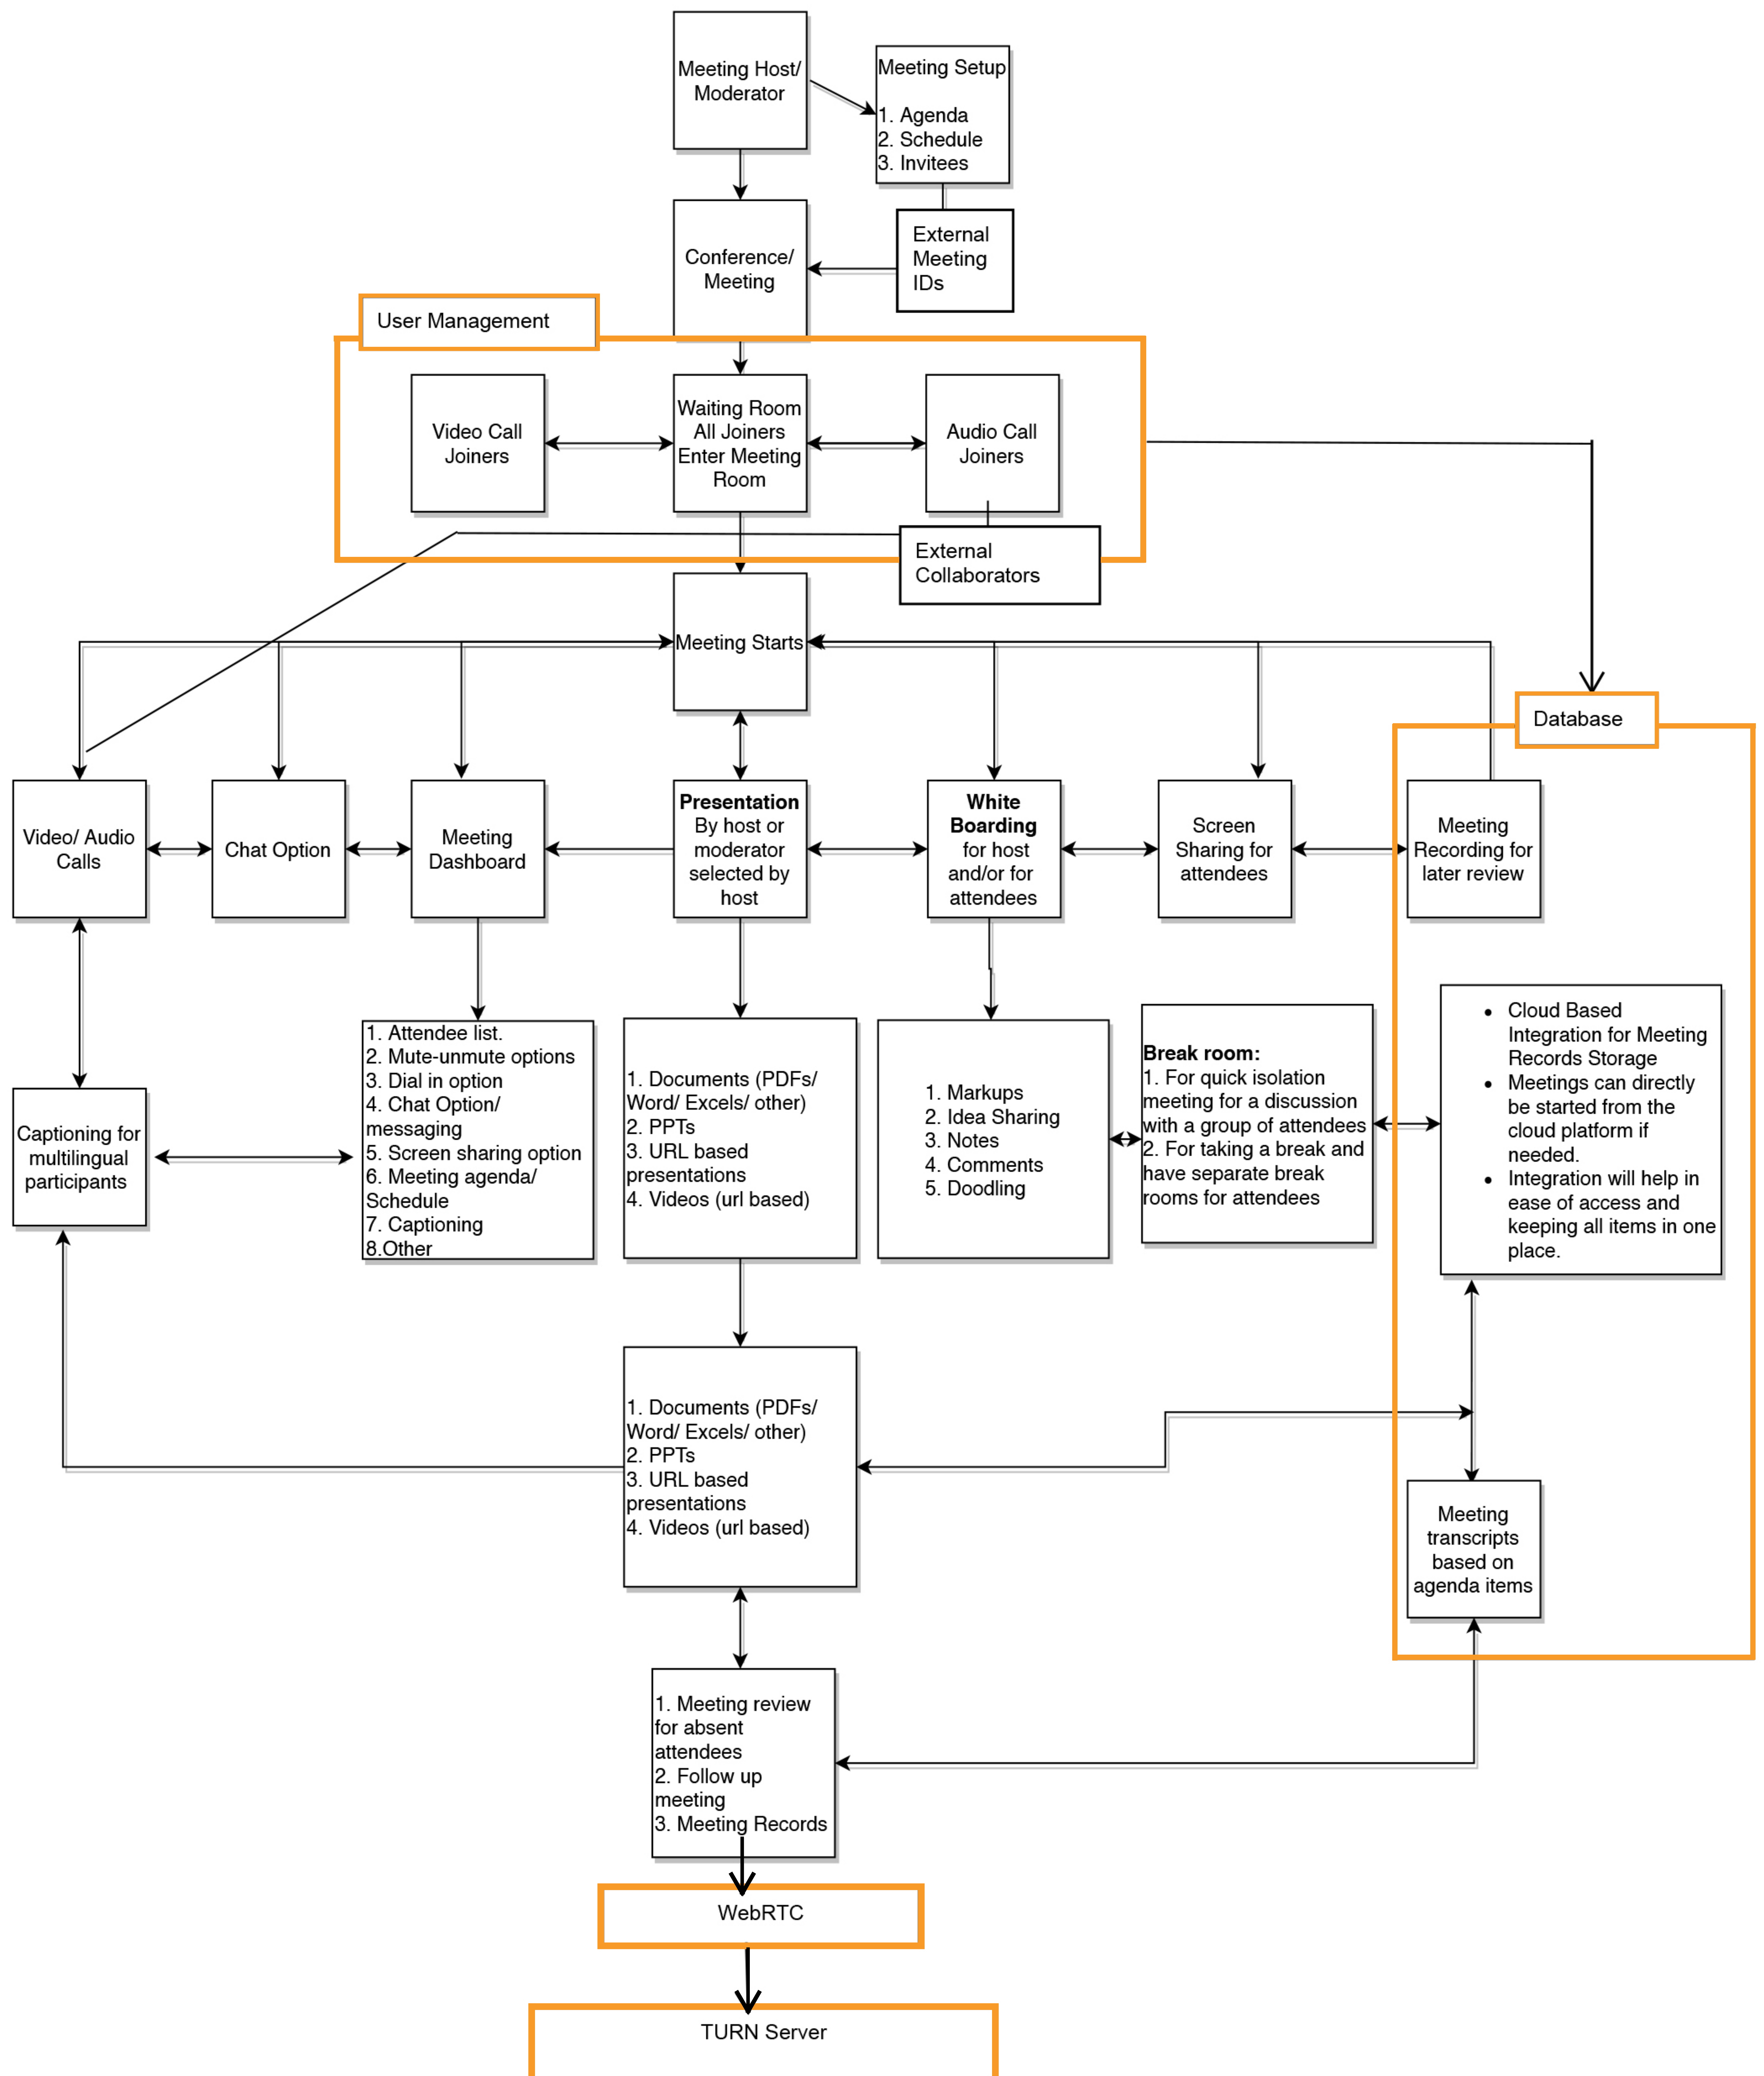 Meeting Host/
Moderator
Meeting Setup
1. Agenda
2. Schedule
3. Invitees
Conference/
Meeting
External
Meeting
IDs
User Management
Video Call
Joiners
Waiting Room
All Joiners
Enter Meeting
Room
Audio Call
Joiners
External
Collaborators
Meeting Starts
Database
Video/ Audio
Calls
Chat Option
Meeting
Dashboard
Presentation
By host or
moderator
selected by
host
White
Boarding
for host
and/or for
attendees
Screen
Sharing for
attendees
Meeting
Recording for
later review
Captioning for
multilingual
participants
1. Attendee list.
2. Mute-unmute options
3. Dial in option
4. Chat Option/
messaging
5. Screen sharing option
6. Meeting agenda/
Schedule
7. Captioning
8.Other
1. Documents (PDFs/
Word/ Excels/ other)
2. PPTs
3. URL based
presentations
4. Videos (url based)
1. Markups
2. Idea Sharing
3. Notes
4. Comments
5. Doodling
Break room:
1. For quick isolation
meeting for a discussion
with a group of attendees
2. For taking a break and
have separate break
rooms for attendees
• Cloud Based
Integration for Meeting
Records Storage
• Meetings can directly
be started from the
cloud platform if
needed.
• Integration will help in
ease of access and
keeping all items in one
place.
1. Documents (PDFs/
Word/ Excels/ other)
2. PPTs
3. URL based
presentations
4. Videos (url based)
Meeting
transcripts
based on
agenda items
1. Meeting review
for absent
attendees
2. Follow up
meeting
3. Meeting Records
WebRTC
TURN Server